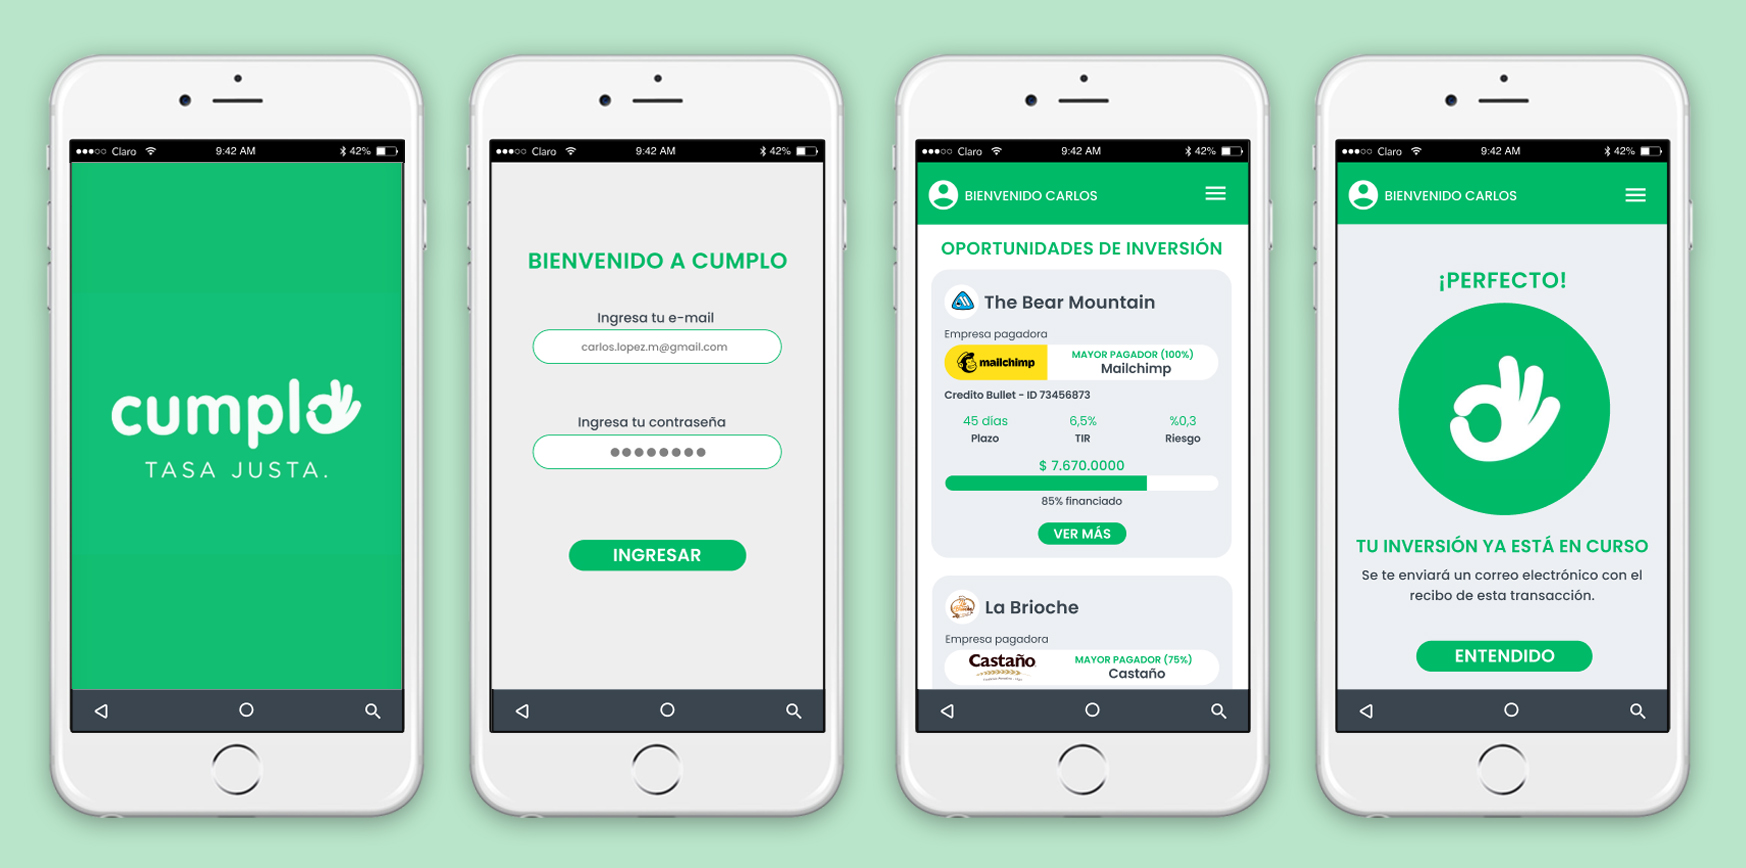 Claro 9:42 AM 42%
cumplo
TASA JUSTA.
Claro 9:42 AM 42%
BIENVENIDO A CUMPLO
Ingresa tu e-mail
carlos.lopez.m@gmail.com
Ingresa tu contraseña
INGRESAR
Claro 9:42 AM 42%
BIENVENIDO CARLOS
OPORTUNIDADES DE INVERSIÓN
The Bear Mountain
Empresa pagadora
mailchimp
MAYOR PAGADOR (100%)
Mailchimp
Credito Bullet - ID 73456873
45 días 6,5% %0,3
Plazo TIR Riesgo
$ 7.670.0000
85% financiado
VER MÁS
La Brioche
Empresa pagadora
Castaño
MAYOR PAGADOR (75%)
Castaño
Claro 9:42 AM 42%
BIENVENIDO CARLOS
¡PERFECTO!
TU INVERSIÓN YA ESTÁ EN CURSO
Se te enviará un correo electrónico con el
recibo de esta transacción.
ENTENDIDO